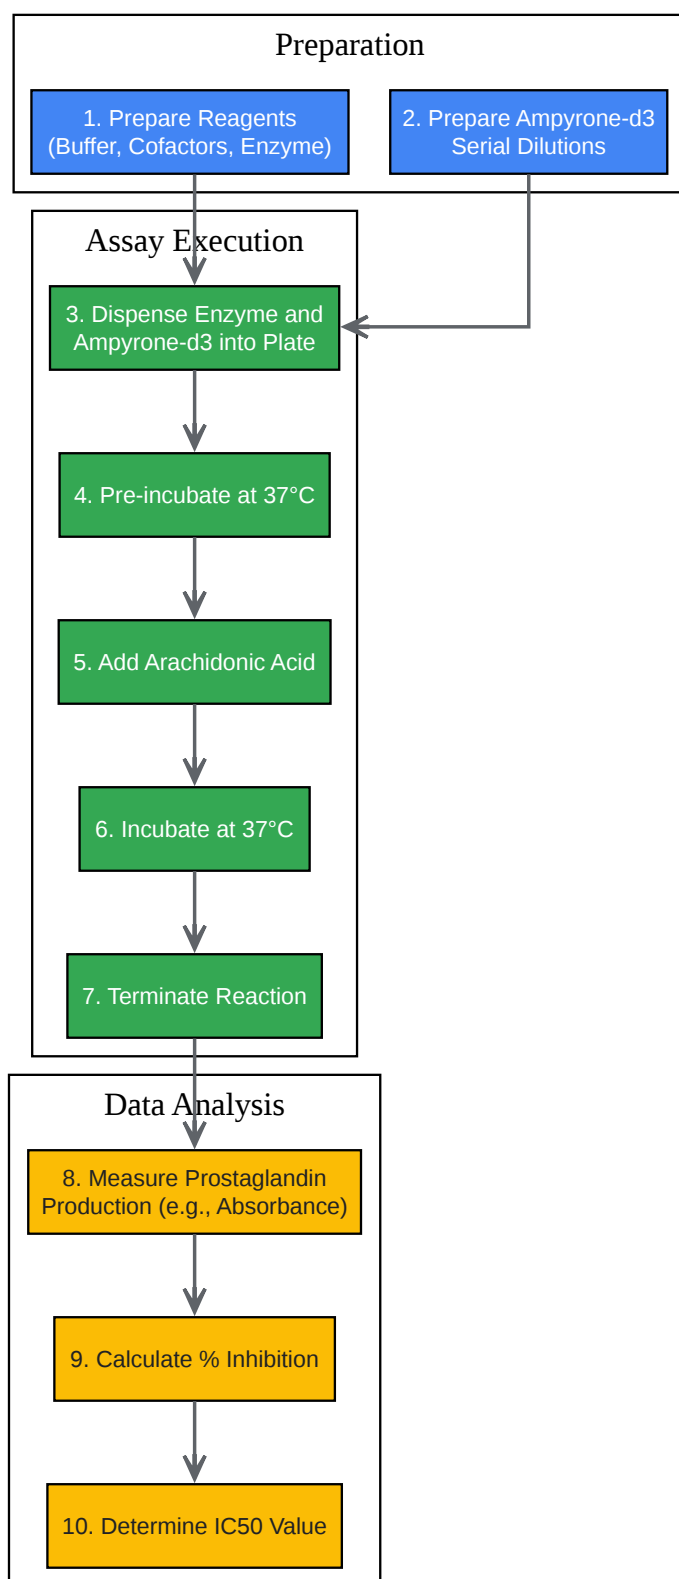 Preparation
1. Prepare Reagents
(Buffer, Cofactors, Enzyme)
2. Prepare Ampyrone-d3
Serial Dilutions
Assay Execution
3. Dispense Enzyme and
Ampyrone-d3 into Plate
4. Pre-incubate at 37°C
5. Add Arachidonic Acid
6. Incubate at 37°C
7. Terminate Reaction
Data Analysis
8. Measure Prostaglandin
Production (e.g., Absorbance)
9. Calculate % Inhibition
10. Determine IC50 Value